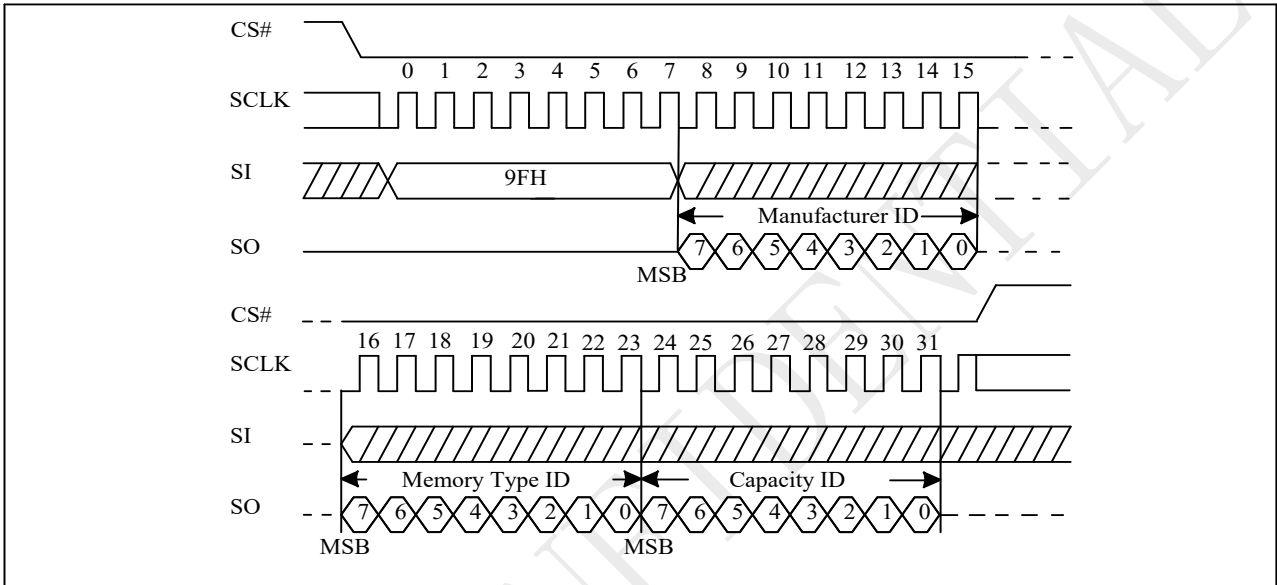 CS#
0 1 2 3 4 5 6 7 8 9 10 11 12 13 14 15
SCLK
SI
9FH
Manufacturer ID
SO
7 6 5 4 3 2 1 0
MSB
CS#
16 17 18 19 20 21 22 23 24 25 26 27 28 29 30 31
SCLK
SI
Memory Type ID Capacity ID
SO
7 6 5 4 3 2 1 0 7 6 5 4 3 2 1 0
MSB MSB